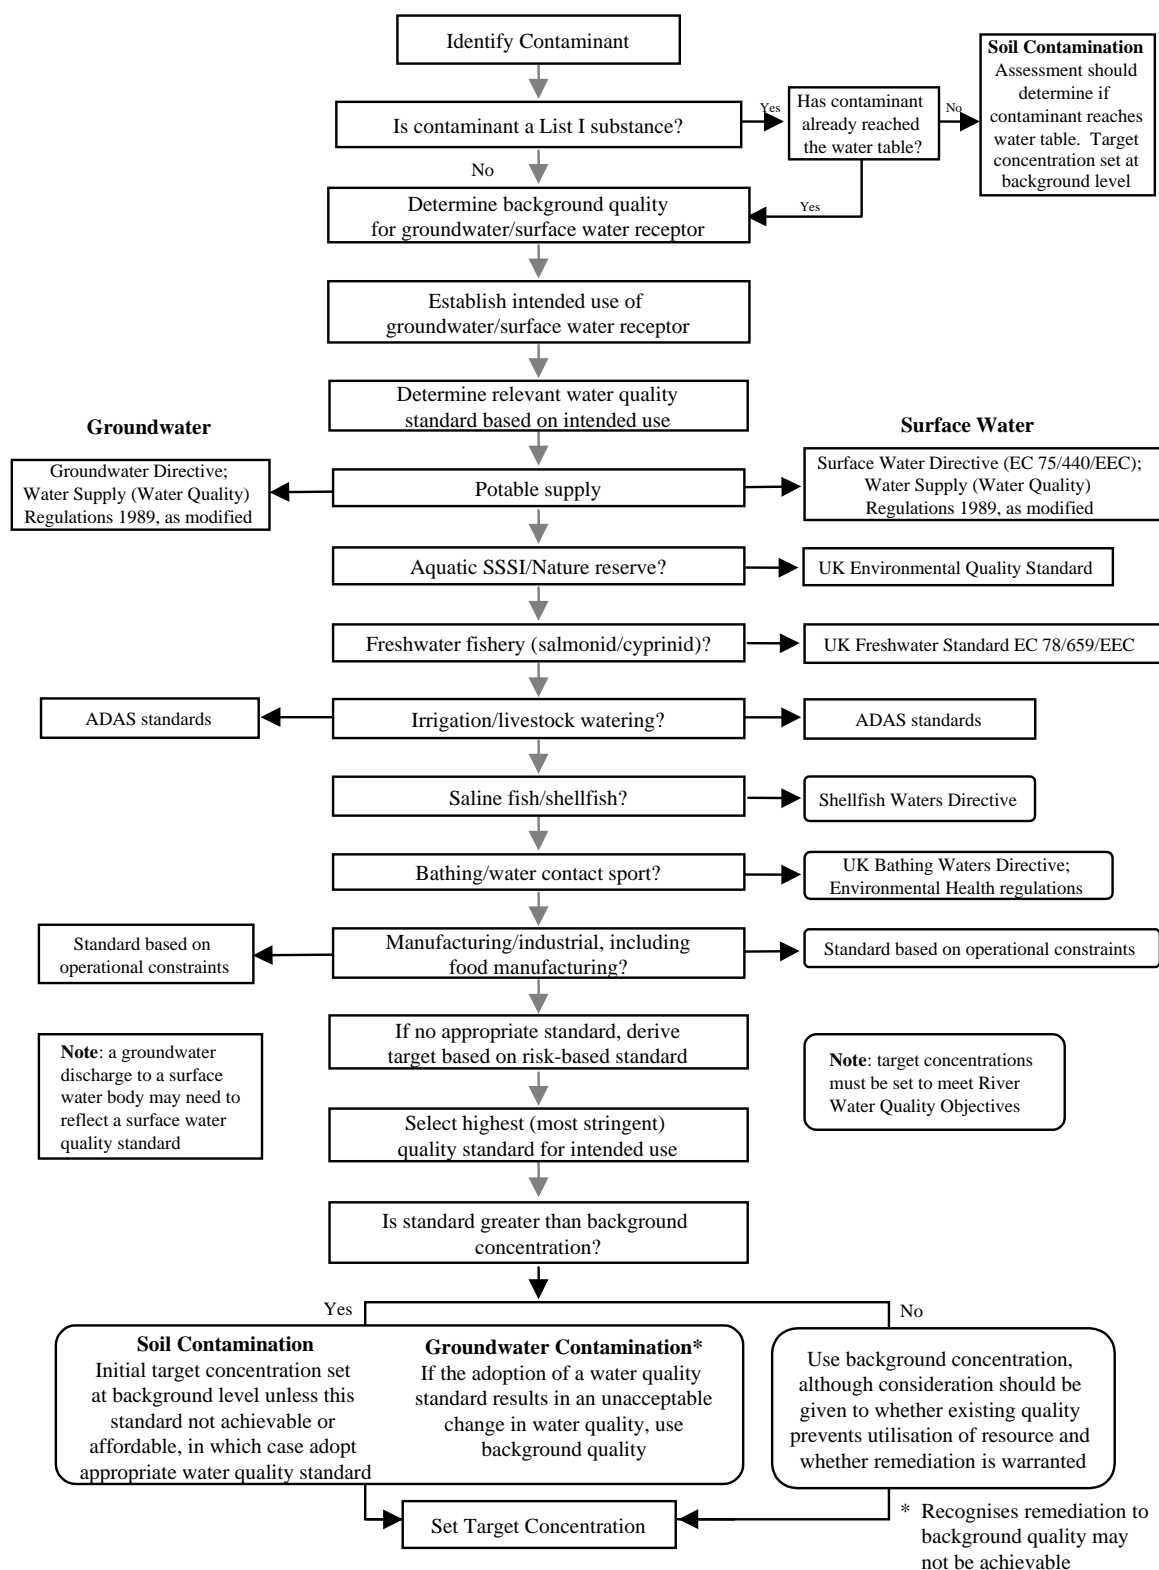 Identify Contaminant
Soil Contamination
Assessment should
determine if
contaminant reaches
water table.  Target
concentration set at
background level
Is contaminant a List I substance?
Yes
Has contaminant
already reached
the water table?
No
No
Yes
Determine background quality
for groundwater/surface water receptor
Establish intended use of
groundwater/surface water receptor
Determine relevant water quality
standard based on intended use
Groundwater
Surface Water
Groundwater Directive;
Water Supply (Water Quality)
Regulations 1989, as modified
Potable supply
Surface Water Directive (EC 75/440/EEC);
Water Supply (Water Quality)
Regulations 1989, as modified
Aquatic SSSI/Nature reserve?
UK Environmental Quality Standard
Freshwater fishery (salmonid/cyprinid)?
UK Freshwater Standard EC 78/659/EEC
ADAS standards
Irrigation/livestock watering?
ADAS standards
Saline fish/shellfish?
Shellfish Waters Directive
Bathing/water contact sport?
UK Bathing Waters Directive;
Environmental Health regulations
Standard based on
operational constraints
Manufacturing/industrial, including
food manufacturing?
Standard based on operational constraints
If no appropriate standard, derive
target based on risk-based standard
Note: a groundwater
discharge to a surface
water body may need to
reflect a surface water
quality standard
Note: target concentrations
must be set to meet River
Water Quality Objectives
Select highest (most stringent)
quality standard for intended use
Is standard greater than background
concentration?
Yes
No
Soil Contamination
Initial target concentration set
at background level unless this
standard not achievable or
affordable, in which case adopt
appropriate water quality standard
Groundwater Contamination*
If the adoption of a water quality
standard results in an unacceptable
change in water quality, use
background quality
Use background concentration,
although consideration should be
given to whether existing quality
prevents utilisation of resource and
whether remediation is warranted
Set Target Concentration
* Recognises remediation to
background quality may
not be achievable